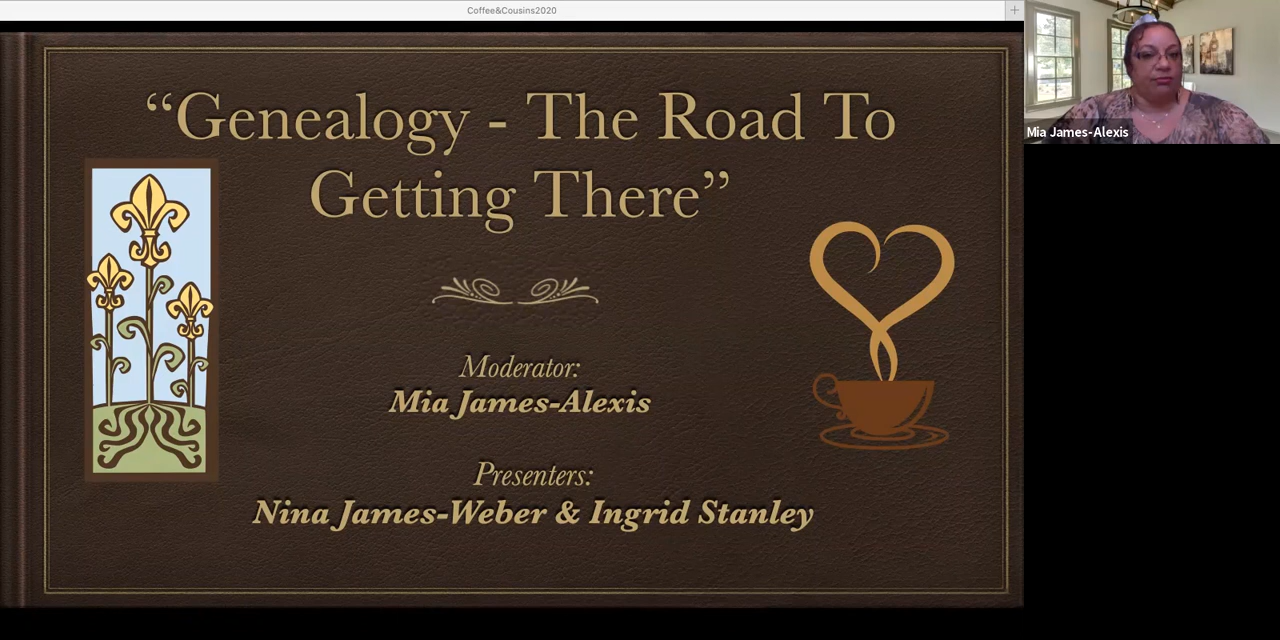 Coffee&Cousins2020
+
Mia James-Alexis
“Genealogy - The Road To
Getting There”
Moderator:
Mia James-Alexis
Presenters:
Nina James-Weber & Ingrid Stanley